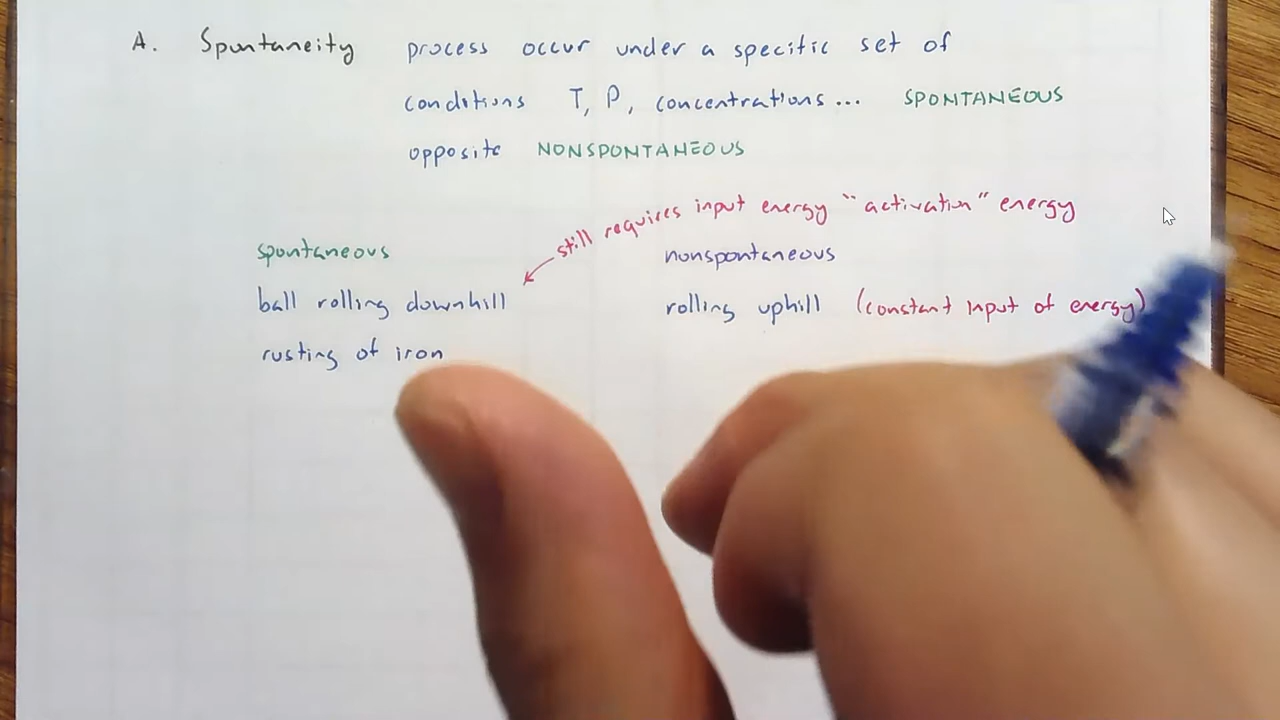 A. Spontaneity process occur under a specific set of
conditions T, P, concentrations... SPONTANEOUS
opposite NONSPONTANEOUS
still requires input energy "activation" energy
spontaneous nonspontaneous
ball rolling downhill rolling uphill (constant input of energy)
rusting of iron